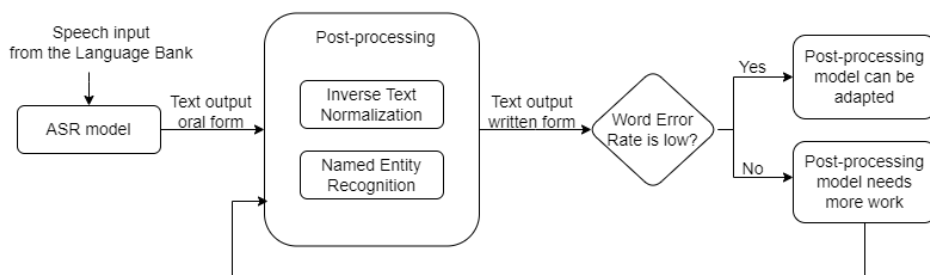 Speech input
from the Language Bank
ASR model
Text output
oral form
Post-processing
Inverse Text
Normalization
Named Entity
Recognition
Text output
written form
Word Error
Rate is low?
Yes
Post-processing
model can be
adapted
No
Post-processing
model needs
more work